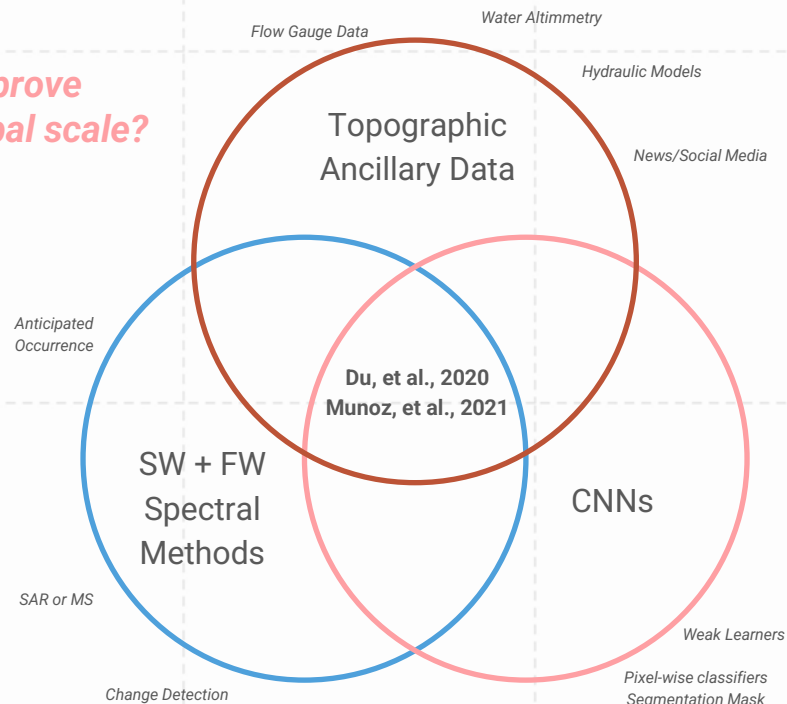 Water Altimmetry
Flow Gauge Data
Hydraulic Models
prove
bal scale?
Topographic
Ancillary Data
News/Social Media
Anticipated
Occurrence
Du, et al., 2020
Munoz, et al., 2021
SW + FW
Spectral
Methods
CNNs
SAR or MS
Weak Learners
Pixel-wise classifiers
Segmentation Mask
Change Detection